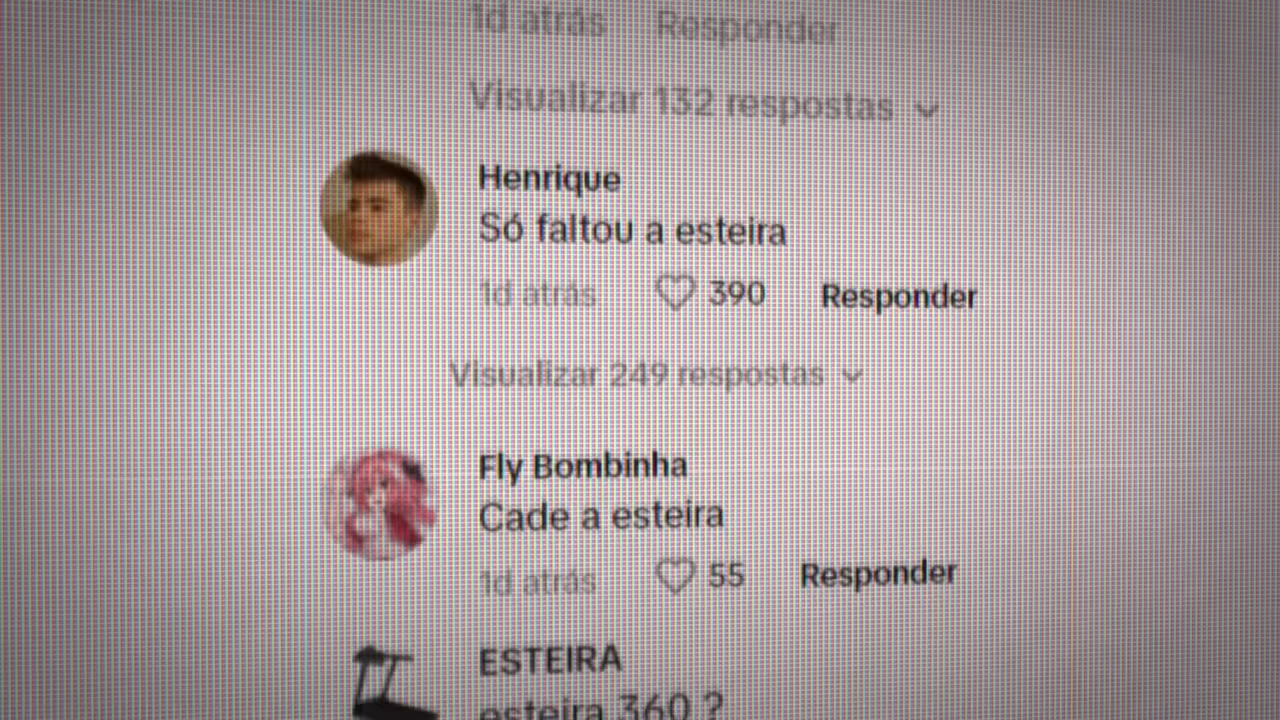 1d atrás Responder
Visualizar 132 respostas
Henrique
Só faltou a esteira
1d atrás 390 Responder
Visualizar 249 respostas
Fly Bombinha
Cade a esteira
1d atrás 55 Responder
ESTEIRA
esteira 360 ?